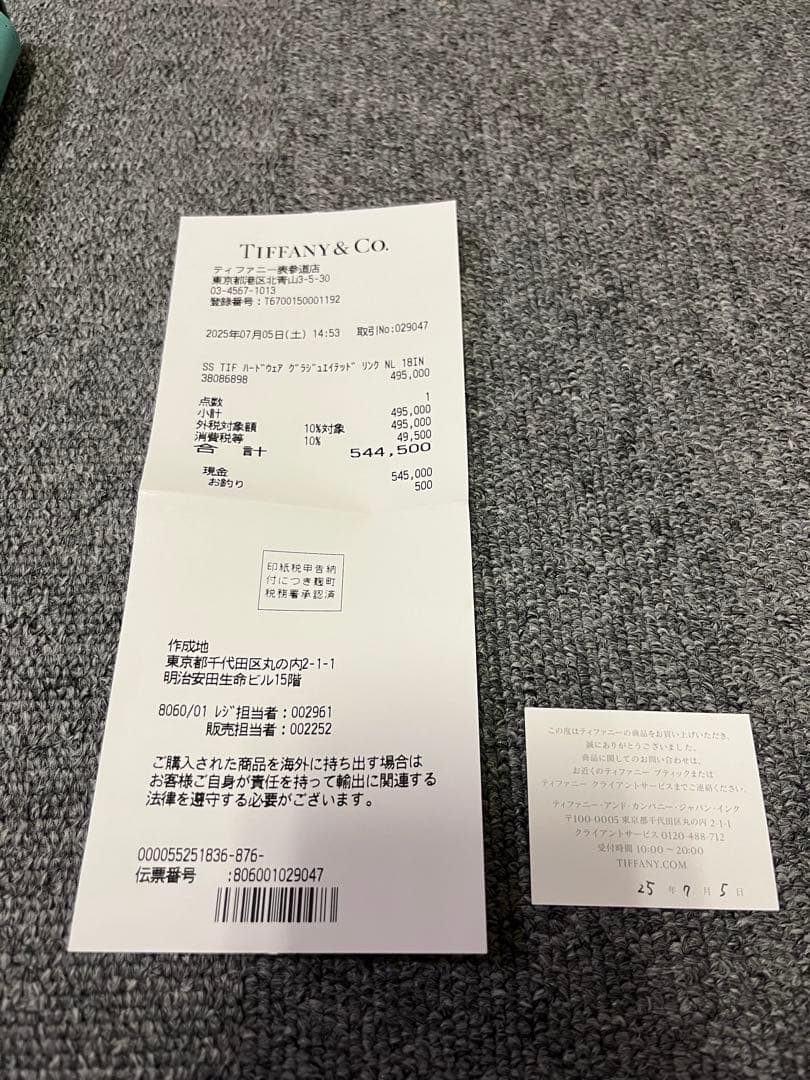 TIFFANY & CO.
ティファニー表参道店
東京都港区北青山3-5-30
03-4567-1013
登録番号：T6700150001192
2025年07月05日(土) 14:53 取引No:029047
SS TIF ﾊｰﾄﾞｳｪｱ ｸﾞﾗｼﾞｭｴｲﾃｯﾄﾞ ﾘﾝｸ NL 18IN
38086898 495,000
点数 1
小計 495,000
外税対象額 10%対象 495,000
消費税等 10% 49,500
合 計 544,500
現金 545,000
お釣り 500
印紙税申告納
付につき麹町
税務署承認済
作成地
東京都千代田区丸の内2-1-1
明治安田生命ビル15階
8060/01 ﾚｼﾞ担当者：002961
販売担当者：002252
ご購入された商品を海外に持ち出す場合は
お客様ご自身が責任を持って輸出に関連する
法律を遵守する必要がございます。
000055251836-876-
伝票番号 :806001029047
この度はティファニーの商品をお買い上げいただき、
誠にありがとうございました。
商品に関してのお問い合わせは、
お近くのティファニー ブティックまたは
ティファニー クライアントサービスまでご連絡ください。
ティファニー・アンド・カンパニー・ジャパン・インク
〒100-0005 東京都千代田区丸の内 2-1-1
クライアントサービス 0120-488-712
受付時間 10:00～20:00
TIFFANY.COM
25 年 7 月 5 日